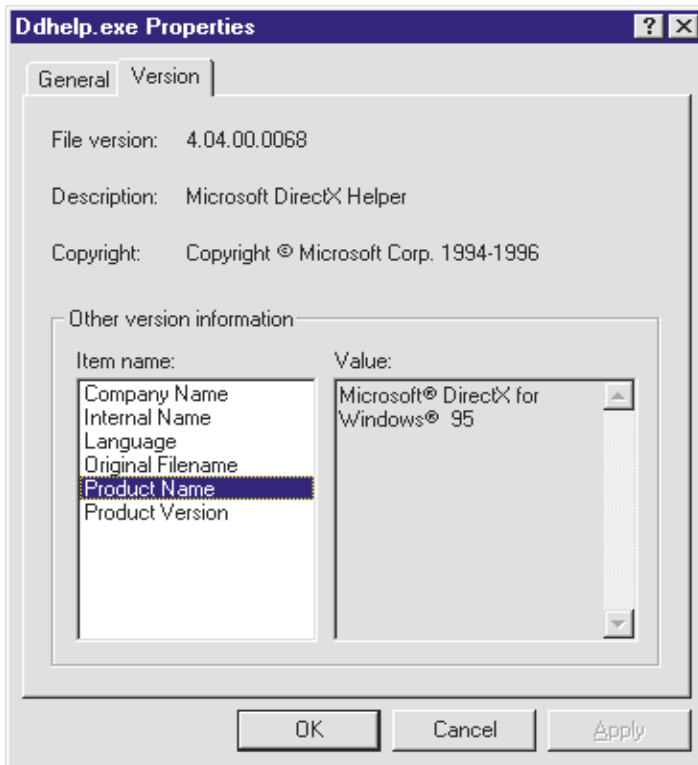 Ddhelp.exe Properties
General Version
File version: 4.04.00.0068
Description: Microsoft DirectX Helper
Copyright: Copyright © Microsoft Corp. 1994-1996
Other version information
Item name: Value:
Company Name
Internal Name
Language
Original Filename
Product Name
Product Version
Microsoft® DirectX for
Windows® 95
OK Cancel Apply